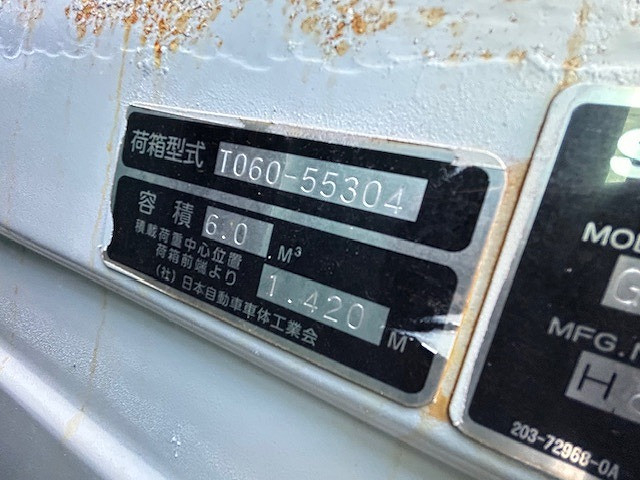 荷箱型式 T060-55304
容積 6.0 .M³
積載荷重中心位置
荷箱前端より 1.420 M
(社)日本自動車車体工業会
S
MOD
G
MFG.N
H
203-72968-0A